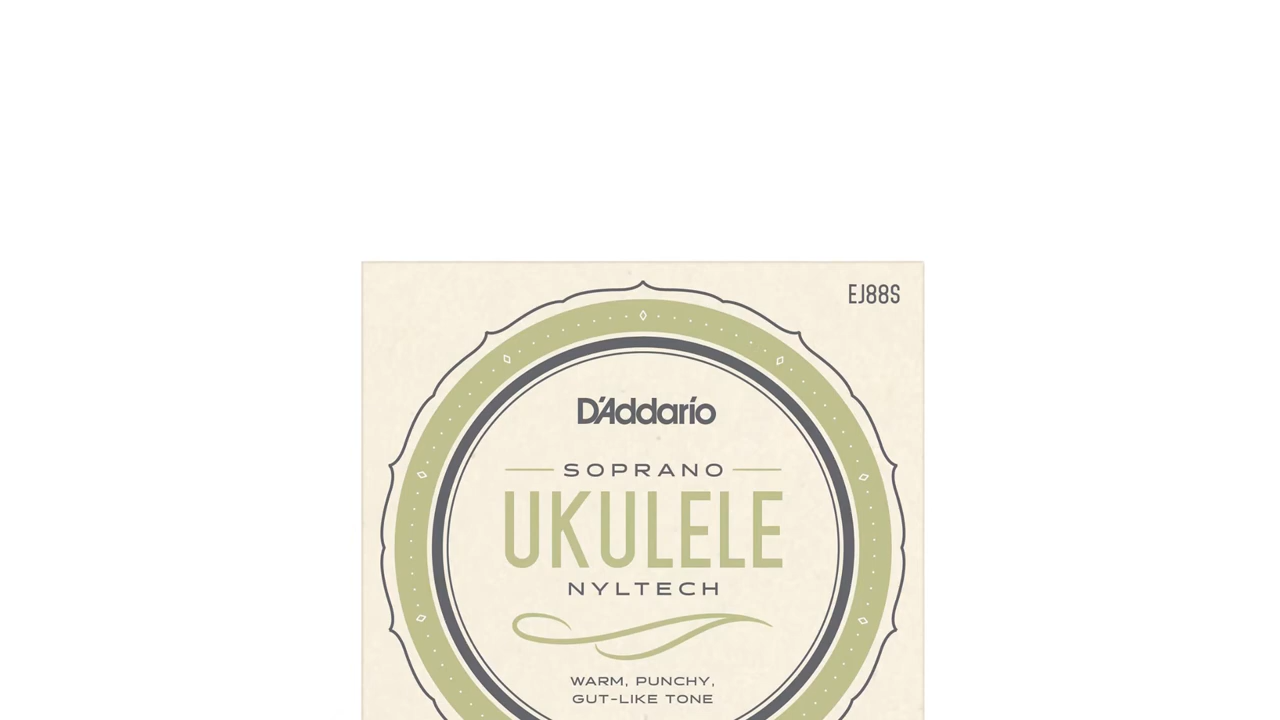 EJ88S
D'Addario
SOPRANO
UKULELE
NYLTECH
WARM, PUNCHY,
GUT-LIKE TONE